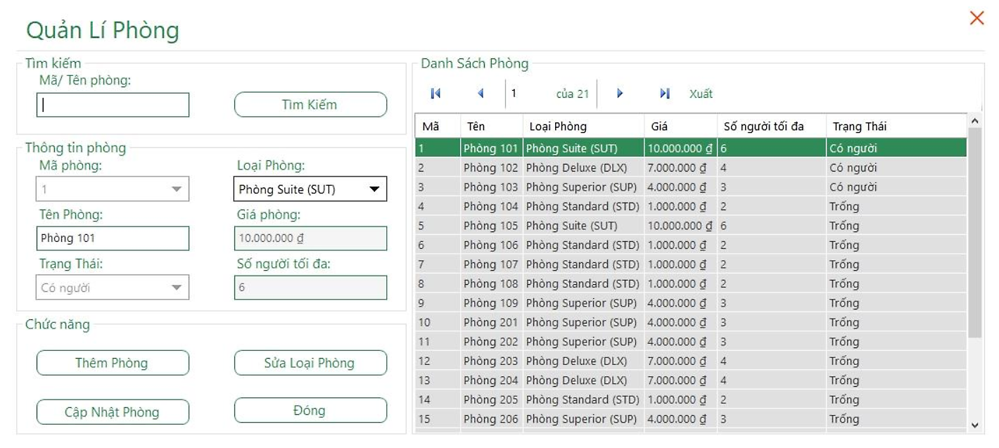 Quản Lí Phòng
Tìm kiếm
Mã/ Tên phòng:
Tìm Kiếm
Thông tin phòng
Mã phòng:
Loại Phòng:
1
Phòng Suite (SUT)
Tên Phòng:
Giá phòng:
Phòng 101
10.000.000 ₫
Trạng Thái:
Số người tối đa:
Có người
6
Chức năng
Thêm Phòng
Sửa Loại Phòng
Cập Nhật Phòng
Đóng
Danh Sách Phòng
1 của 21 Xuất
Mã Tên Loại Phòng Giá Số người tối đa Trạng Thái
1 Phòng 101 Phòng Suite (SUT) 10.000.000 ₫ 6 Có người
2 Phòng 102 Phòng Deluxe (DLX) 7.000.000 ₫ 4 Có người
3 Phòng 103 Phòng Superior (SUP) 4.000.000 ₫ 3 Có người
4 Phòng 104 Phòng Standard (STD) 1.000.000 ₫ 2 Trống
5 Phòng 105 Phòng Suite (SUT) 10.000.000 ₫ 6 Trống
6 Phòng 106 Phòng Standard (STD) 1.000.000 ₫ 2 Trống
7 Phòng 107 Phòng Standard (STD) 1.000.000 ₫ 2 Trống
8 Phòng 108 Phòng Standard (STD) 1.000.000 ₫ 2 Trống
9 Phòng 109 Phòng Superior (SUP) 4.000.000 ₫ 3 Trống
10 Phòng 201 Phòng Superior (SUP) 4.000.000 ₫ 3 Trống
11 Phòng 202 Phòng Superior (SUP) 4.000.000 ₫ 3 Trống
12 Phòng 203 Phòng Deluxe (DLX) 7.000.000 ₫ 4 Trống
13 Phòng 204 Phòng Deluxe (DLX) 7.000.000 ₫ 4 Trống
14 Phòng 205 Phòng Standard (STD) 1.000.000 ₫ 2 Trống
15 Phòng 206 Phòng Superior (SUP) 4.000.000 ₫ 3 Trống